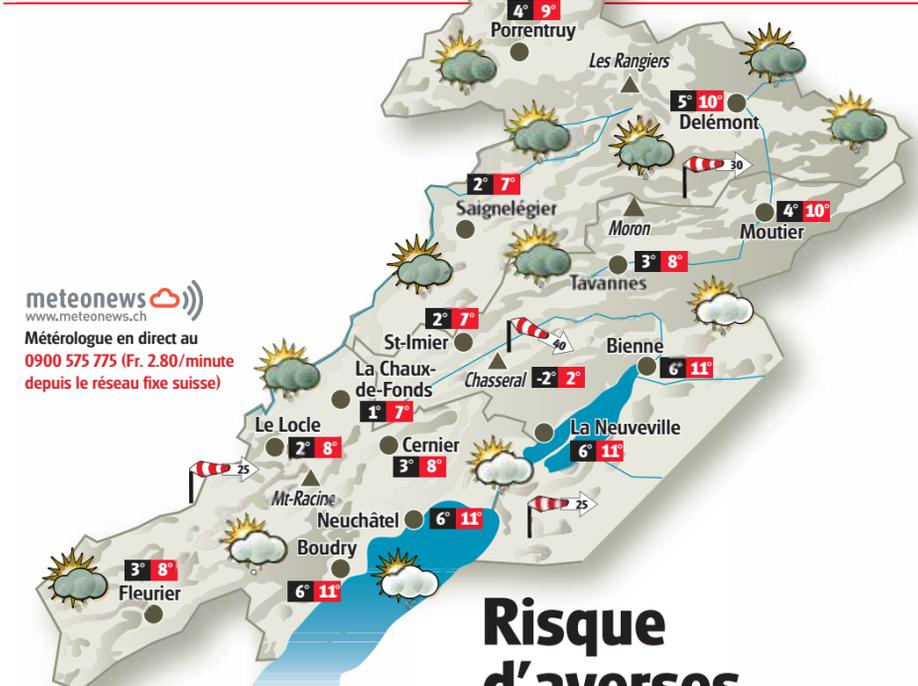 4° 9°
Porrentruy
Les Rangiers
5° 10°
Delémont
30
2° 7°
Saignelégier
Moron
4° 10°
Moutier
3° 8°
Tavannes
meteonews
www.meteonews.ch
Météorologue en direct au
0900 575 775 (Fr. 2.80/minute
depuis le réseau fixe suisse)
2° 7°
St-Imier
40
Chasseral -2° 2°
Bienne
6° 11°
La Chaux-
de-Fonds
1° 7°
Le Locle
2° 8°
Cernier
3° 8°
La Neuveville
6° 11°
25
Mt-Racine
Neuchâtel 6° 11°
25
Boudry
6° 11°
3° 8°
Fleurier
Risque
d'averses